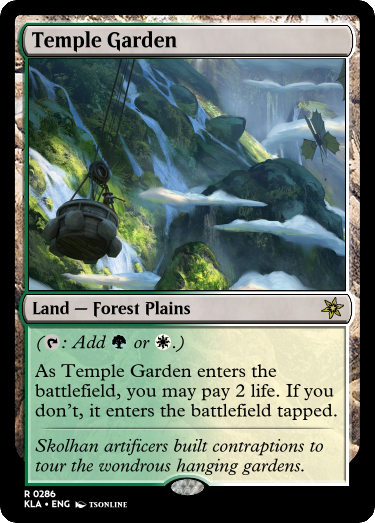 Temple Garden
Land — Forest Plains
(: Add or .)
As Temple Garden enters the
battlefield, you may pay 2 life. If you
don't, it enters the battlefield tapped.
Skolhan artificers built contraptions to
tour the wondrous hanging gardens.
R 0286
KLA • ENG TSONLINE